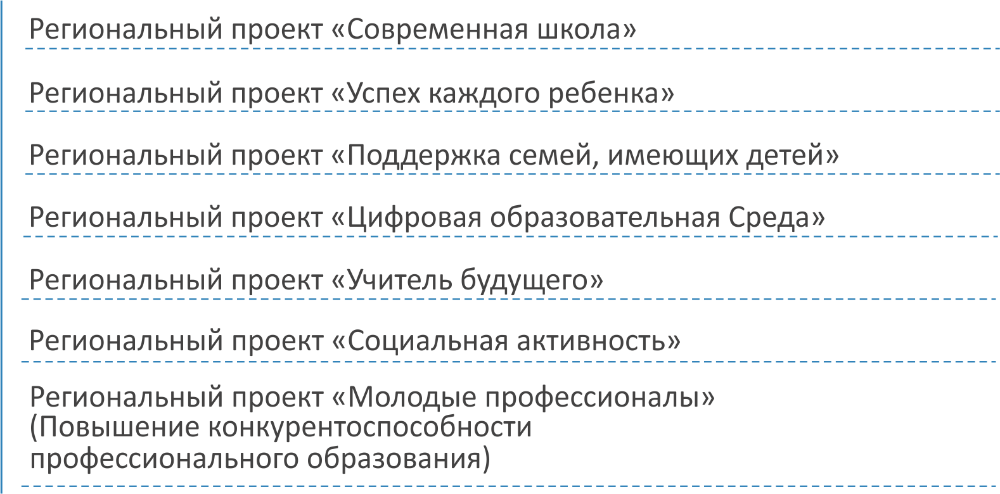 Региональный проект «Современная школа»
Региональный проект «Успех каждого ребенка»
Региональный проект «Поддержка семей, имеющих детей»
Региональный проект «Цифровая образовательная Среда»
Региональный проект «Учитель будущего»
Региональный проект «Социальная активность»
Региональный проект «Молодые профессионалы»
(Повышение конкурентоспособности
профессионального образования)